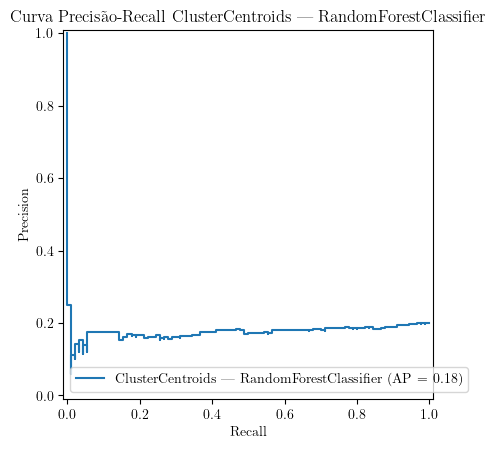 Curva Precisão-Recall ClusterCentroids — RandomForestClassifier
1.0
0.8
0.6
0.4
0.2
0.0
Precision
ClusterCentroids — RandomForestClassifier (AP = 0.18)
0.0 0.2 0.4 0.6 0.8 1.0
Recall